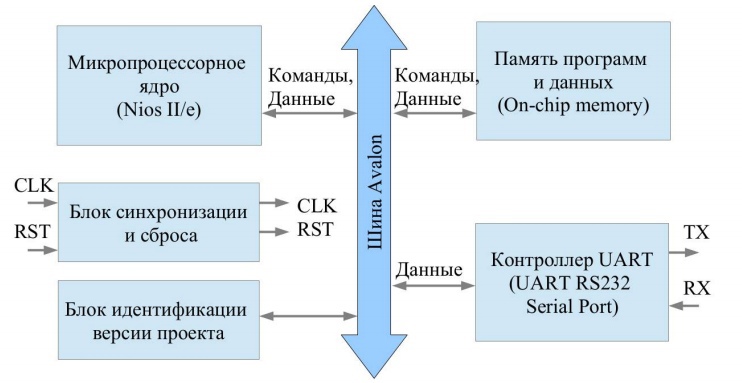 Микропроцессорное
ядро
(Nios II/e)
Команды,
Данные
Команды,
Данные
Память программ
и данных
(On-chip memory)
Шина Avalon
CLK
RST
Блок синхронизации
и сброса
CLK
RST
Блок идентификации
версии проекта
Данные
Контроллер UART
(UART RS232
Serial Port)
TX
RX